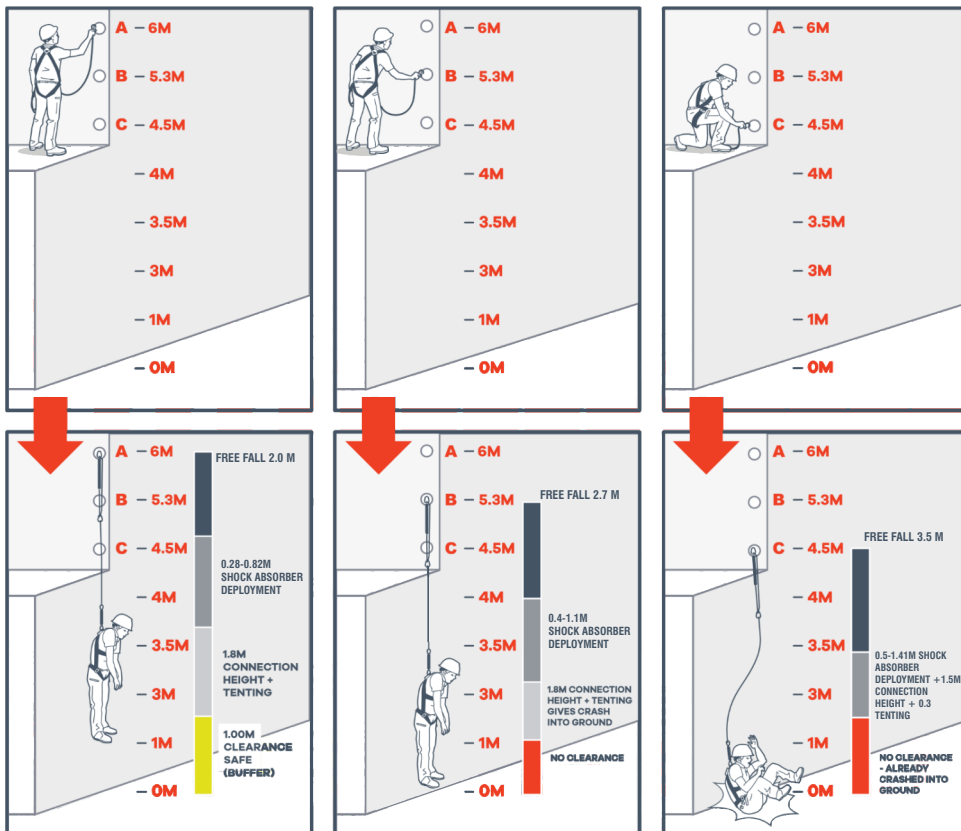 A – 6M
B – 5.3M
C – 4.5M
– 4M
– 3.5M
– 3M
– 1M
– 0M
A – 6M
B – 5.3M
C – 4.5M
– 4M
– 3.5M
– 3M
– 1M
– 0M
A – 6M
B – 5.3M
C – 4.5M
– 4M
– 3.5M
– 3M
– 1M
– 0M
A – 6M
B – 5.3M
C – 4.5M
– 4M
– 3.5M
– 3M
– 1M
– 0M
FREE FALL 2.0 M
0.28-0.82M
SHOCK ABSORBER
DEPLOYMENT
1.8M
CONNECTION
HEIGHT +
TENTING
1.00M
CLEARANCE
SAFE
(BUFFER)
A – 6M
B – 5.3M
C – 4.5M
– 4M
– 3.5M
– 3M
– 1M
– 0M
FREE FALL 2.7 M
0.4-1.1M
SHOCK ABSORBER
DEPLOYMENT
1.8M CONNECTION
HEIGHT + TENTING
GIVES CRASH
INTO GROUND
NO CLEARANCE
A – 6M
B – 5.3M
C – 4.5M
– 4M
– 3.5M
– 3M
– 1M
– 0M
FREE FALL 3.5 M
0.5-1.41M SHOCK
ABSORBER
DEPLOYMENT +1.5M
CONNECTION
HEIGHT + 0.3
TENTING
NO CLEARANCE
- ALREADY
CRASHED INTO
GROUND